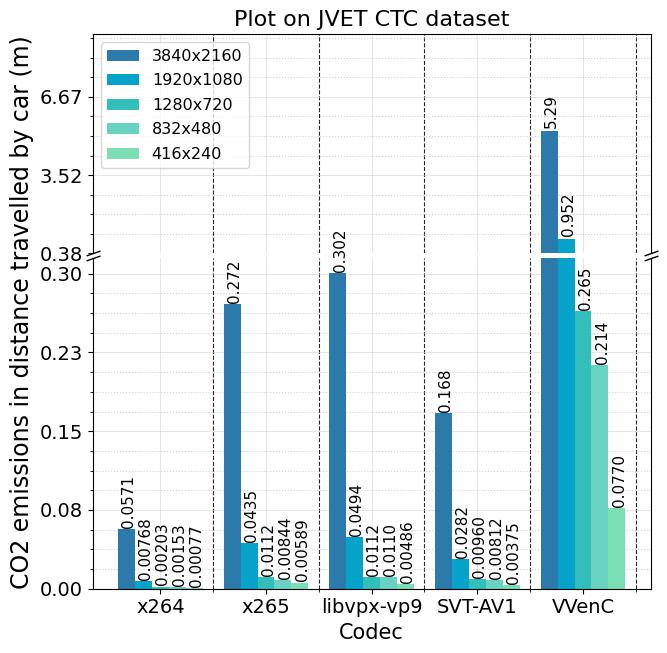 Plot on JVET CTC dataset
CO2 emissions in distance travelled by car (m)
3840x2160
1920x1080
1280x720
832x480
416x240
6.67
3.52
0.38
0.30
0.23
0.15
0.08
0.00
0.0571
0.00768
0.00203
0.00153
0.00077
0.272
0.0435
0.0112
0.00844
0.00589
0.302
0.0494
0.0112
0.0110
0.00486
0.168
0.0282
0.00960
0.00812
0.00375
5.29
0.952
0.265
0.214
0.0770
x264
x265
libvpx-vp9
SVT-AV1
VVenC
Codec